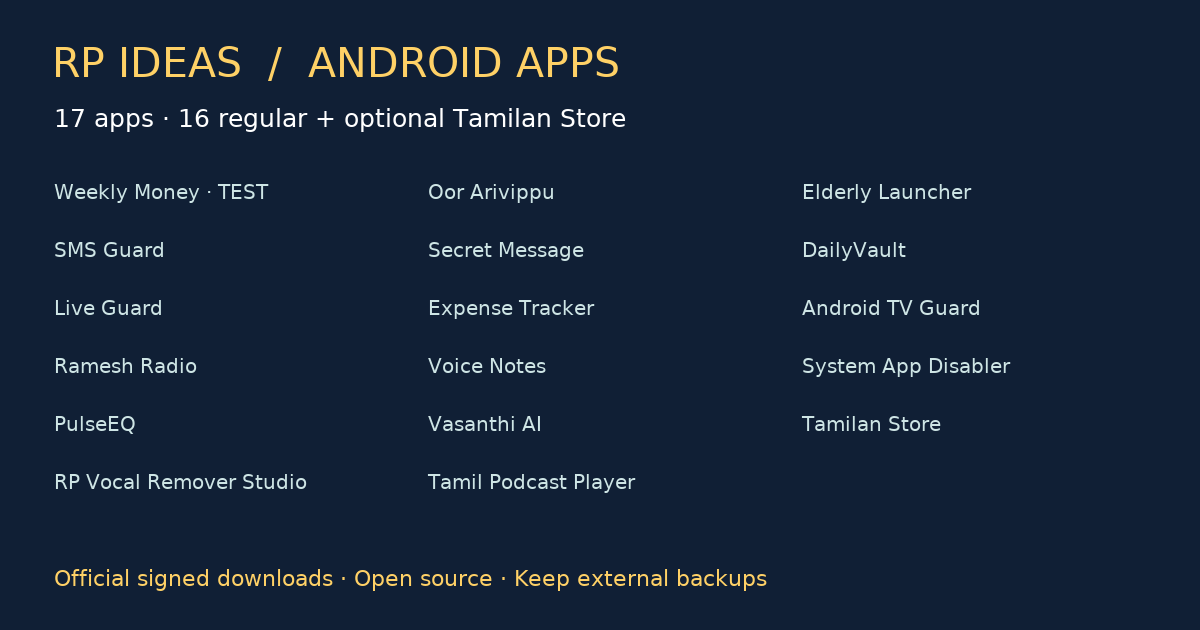 RP IDEAS / ANDROID APPS
17 apps · 16 regular + optional Tamilan Store
Weekly Money · TEST
Oor Arivippu
Elderly Launcher
SMS Guard
Secret Message
DailyVault
Live Guard
Expense Tracker
Android TV Guard
Ramesh Radio
Voice Notes
System App Disabler
PulseEQ
Vasanthi AI
Tamilan Store
RP Vocal Remover Studio
Tamil Podcast Player
Official signed downloads · Open source · Keep external backups